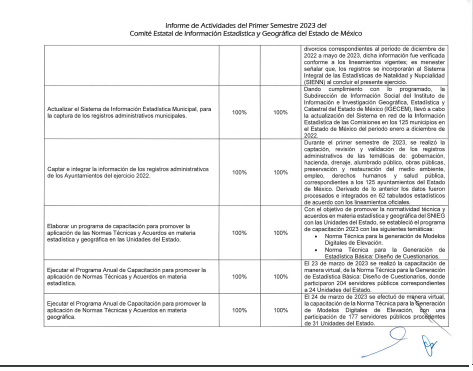 Informe de Actividades del Primer Semestre 2023 del
Comité Estatal de Información Estadística y Geográfica del Estado de México
divorcios correspondientes al periodo de diciembre de
2022 a mayo de 2023, dicha información fue verificada
conforme a los lineamientos vigentes; es menester
señalar que, los registros se incorporarán al Sistema
Integral de las Estadísticas de Natalidad y Nupcialidad
(SIENN) al concluir el presente ejercicio.
Actualizar el Sistema de Información Estadística Municipal, para
la captura de los registros administrativos municipales.
100%
100%
Dando cumplimiento con lo programado, la
Subdirección de Información Social del Instituto de
Información e Investigación Geográfica, Estadística y
Catastral del Estado de México (IGECEM), llevó a cabo
la actualización del Sistema en red de la Información
Estadística de las Comisiones en los 125 municipios en
el Estado de México del periodo enero a diciembre de
2022.
Captar e integrar la información de los registros administrativos
de los Ayuntamientos del ejercicio 2022.
100%
100%
Durante el primer semestre de 2023, se realizó la
captación, revisión y validación de los registros
administrativos de las temáticas de: gobernación,
hacienda, drenaje, alumbrado público, obras públicas,
preservación y restauración del medio ambiente,
empleo, derechos humanos y salud pública,
correspondientes a los 125 ayuntamientos del Estado
de México. Derivado de lo anterior los datos fueron
procesados e integrados en 62 tabulados estadísticos
de acuerdo con los lineamientos oficiales.
Elaborar un programa de capacitación para promover la
aplicación de las Normas Técnicas y Acuerdos en materia
estadística y geográfica en las Unidades del Estado.
100%
100%
Con el objetivo de promover la normatividad técnica y
acuerdos en materia estadística y geográfica del SNIEG
con las Unidades del Estado, se estableció el programa
de capacitación 2023 con las siguientes temáticas:
• Norma Técnica para la generación de Modelos
Digitales de Elevación.
• Norma Técnica para la Generación de
Estadística Básica: Diseño de Cuestionarios.
Ejecutar el Programa Anual de Capacitación para promover la
aplicación de Normas Técnicas y Acuerdos en materia
estadística.
100%
100%
El 23 de marzo de 2023 se realizó la capacitación de
manera virtual, de la Norma Técnica para la Generación
de Estadística Básica: Diseño de Cuestionarios, donde
participaron 204 servidores públicos correspondientes
a 24 Unidades del Estado.
Ejecutar el Programa Anual de Capacitación para promover la
aplicación de Normas Técnicas y Acuerdos en materia
geográfica.
100%
100%
El 24 de marzo de 2023 se efectuó de manera virtual,
la capacitación de la Norma Técnica para la Generación
de Modelos Digitales de Elevación, con una
participación de 177 servidores públicos procedentes
de 31 Unidades del Estado.